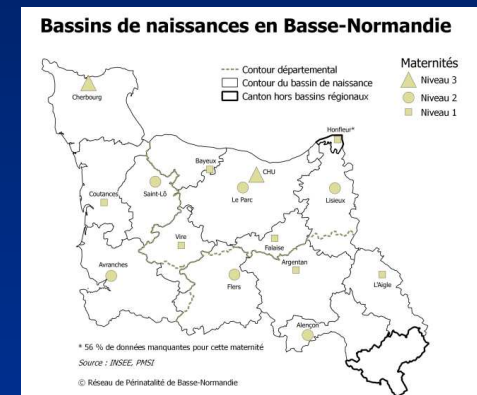 Bassins de naissances en Basse-Normandie
Contour départemental
Contour du bassin de naissance
Canton hors bassins régionaux
Maternités
Niveau 3
Niveau 2
Niveau 1
Cherbourg
Honfleur*
Bayeux
CHU
Coutances
Saint-Lô
Le Parc
Lisieux
Vire
Falaise
Avranches
Flers
Argentan
L'Aigle
Alençon
* 56 % de données manquantes pour cette maternité
Source : INSEE, PMSI
© Réseau de Périnatalité de Basse-Normandie